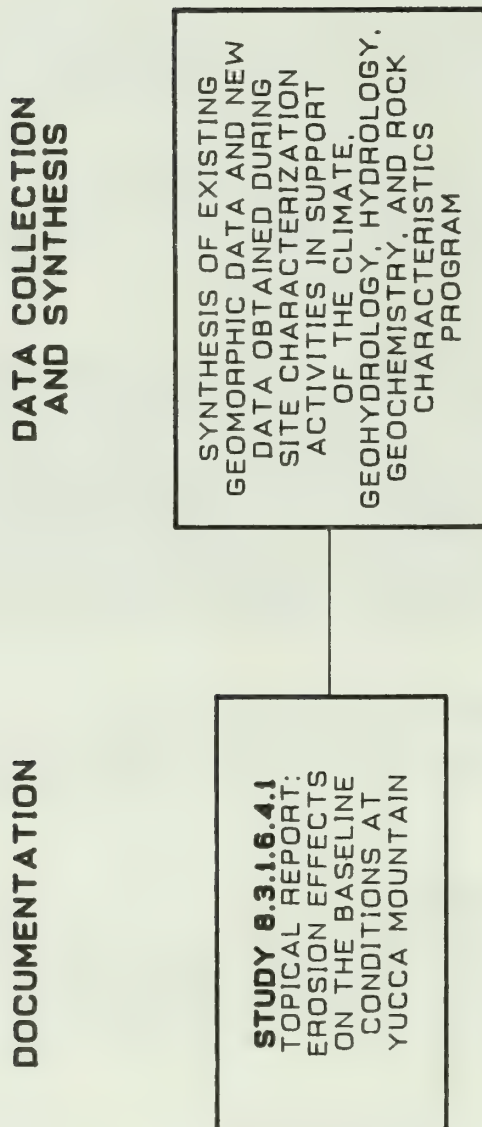 DOCUMENTATION
STUDY 8.3.1.6.4.1
TOPICAL REPORT:
EROSION EFFECTS
ON THE BASELINE
CONDITIONS AT
YUCCA MOUNTAIN
DATA COLLECTION
AND SYNTHESIS
SYNTHESIS OF EXISTING
GEOMORPHIC DATA AND NEW
DATA OBTAINED DURING
SITE CHARACTERIZATION
ACTIVITIES IN SUPPORT
OF THE CLIMATE,
GEOHYDROLOGY, HYDROLOGY,
GEOCHEMISTRY, AND ROCK
CHARACTERISTICS
PROGRAM